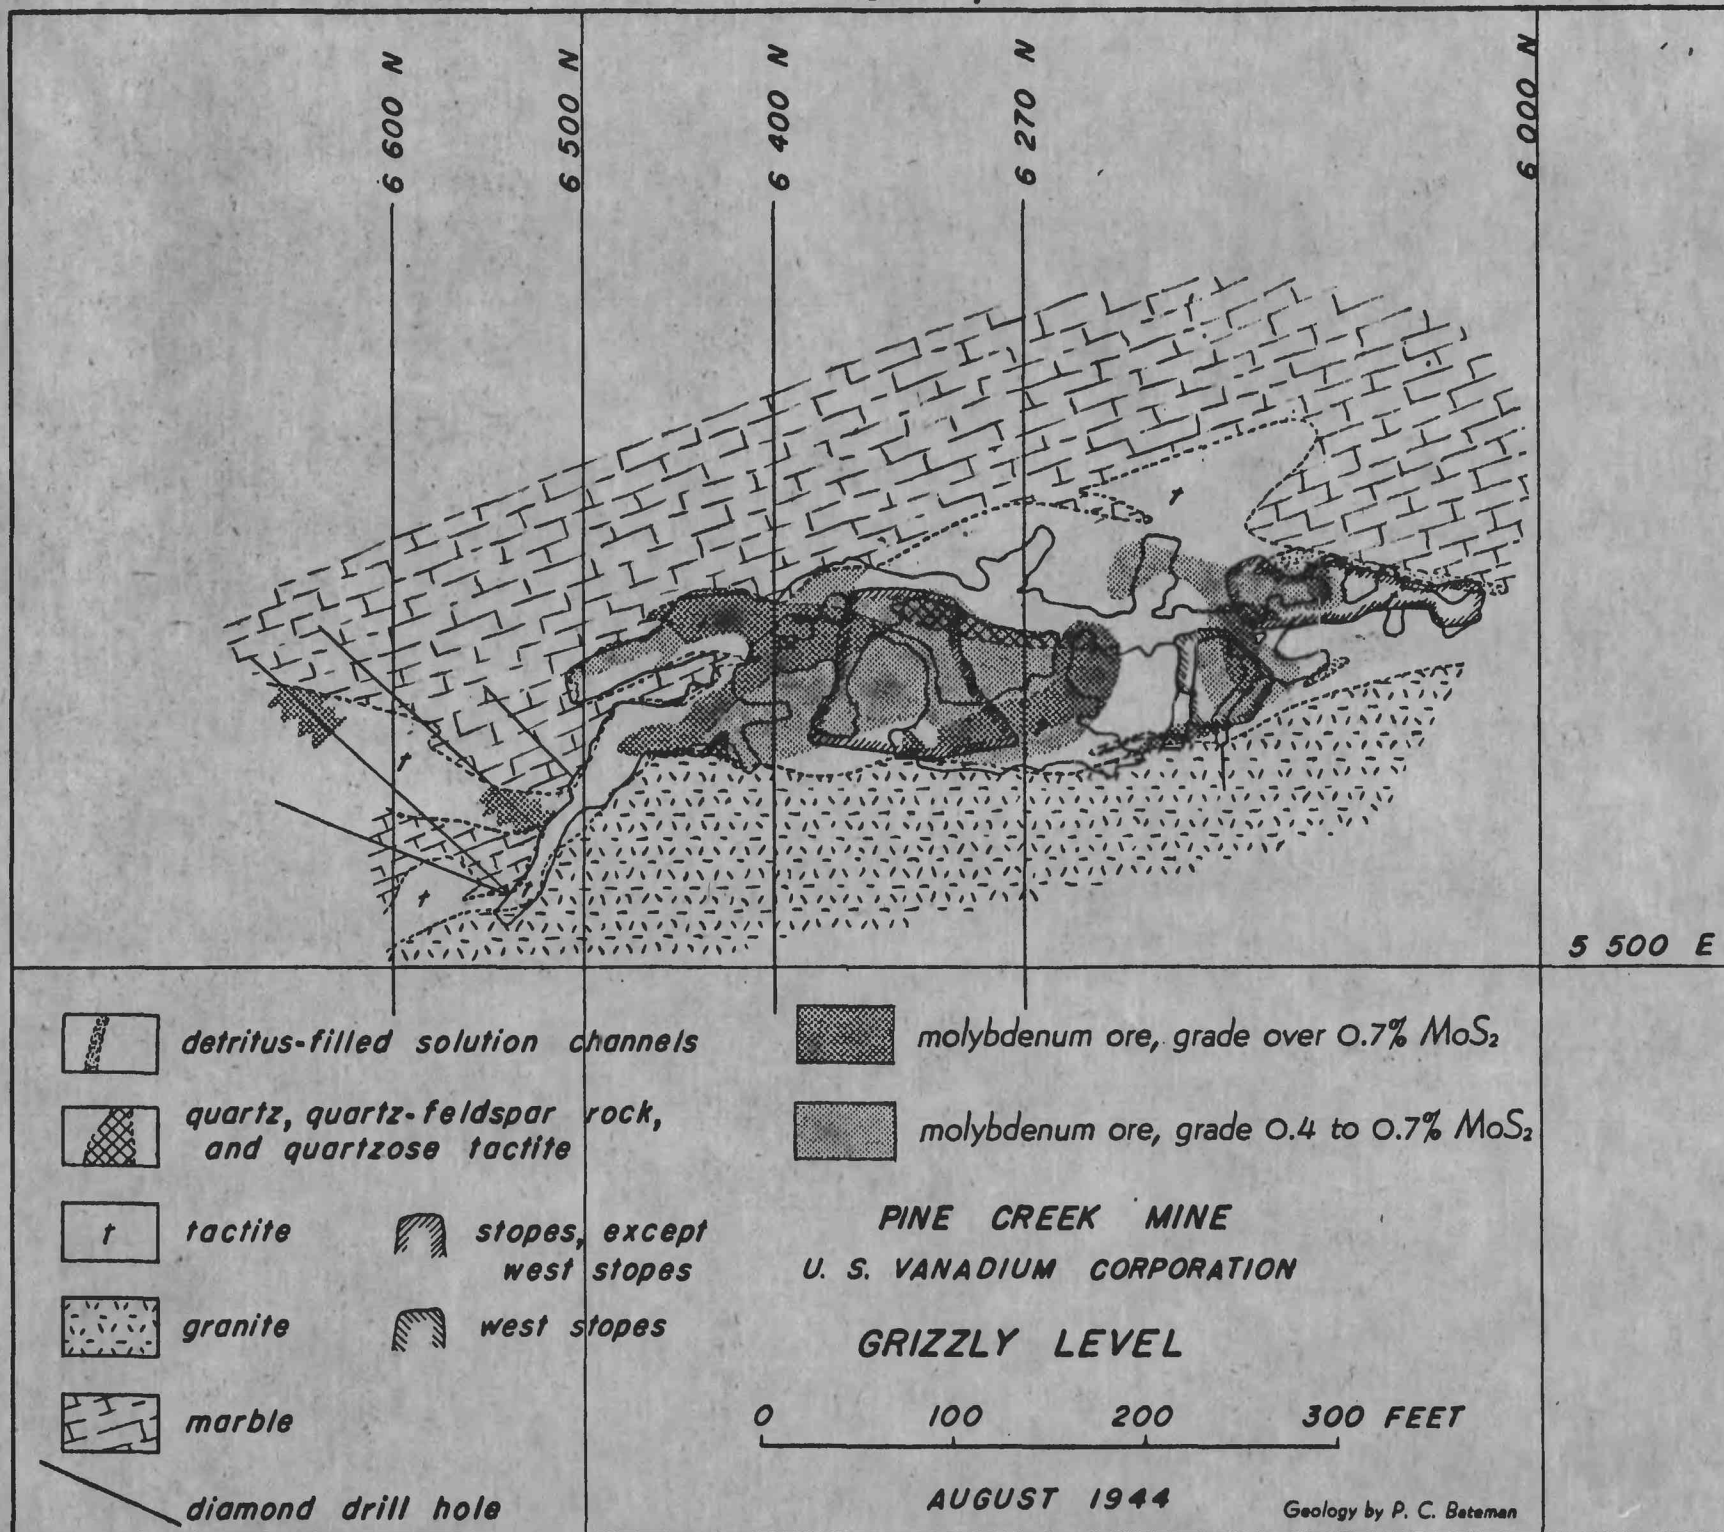 6 600 N
6 500 N
6 400 N
6 270 N
6 000 N
t
t
t
t
5 500 E
detritus-filled solution channels
molybdenum ore, grade over 0.7% MoS2
quartz, quartz-feldspar rock,
and quartzose tactite
molybdenum ore, grade 0.4 to 0.7% MoS2
t
tactite
stopes, except
west stopes
granite
west stopes
marble
diamond drill hole
PINE CREEK MINE
U. S. VANADIUM CORPORATION
GRIZZLY LEVEL
0 100 200 300 FEET
AUGUST 1944
Geology by P. C. Bateman